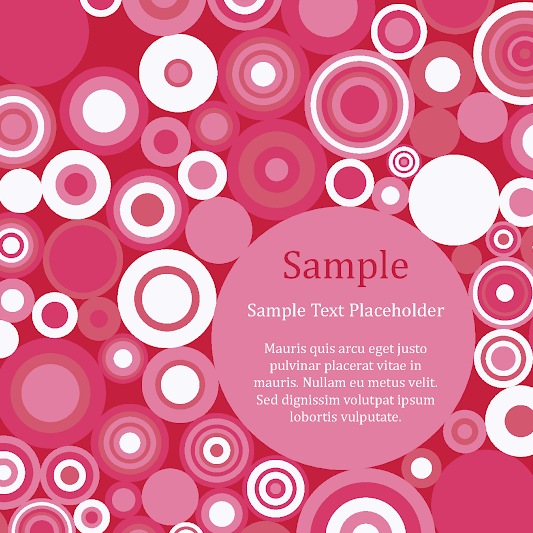 Sample
Sample Text Placeholder
Mauris quis arcu eget justo
pulvinar placerat vitae in
mauris. Nullam eu metus velit.
Sed dignissim volutpat ipsum
lobortis vulputate.